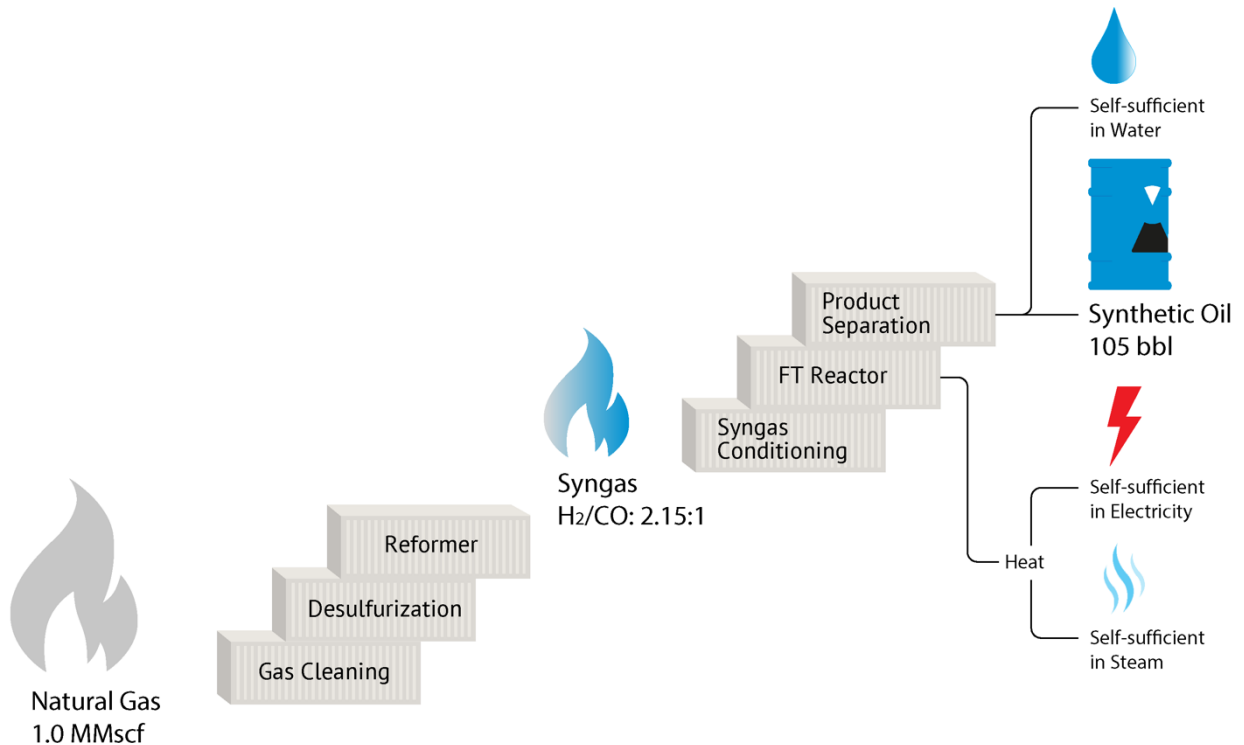 Natural Gas
1.0 MMscf
Gas Cleaning
Desulfurization
Reformer
Syngas
H2/CO: 2.15:1
Syngas
Conditioning
FT Reactor
Product
Separation
Self-sufficient
in Water
Synthetic Oil
105 bbl
Heat
Self-sufficient
in Electricity
Self-sufficient
in Steam